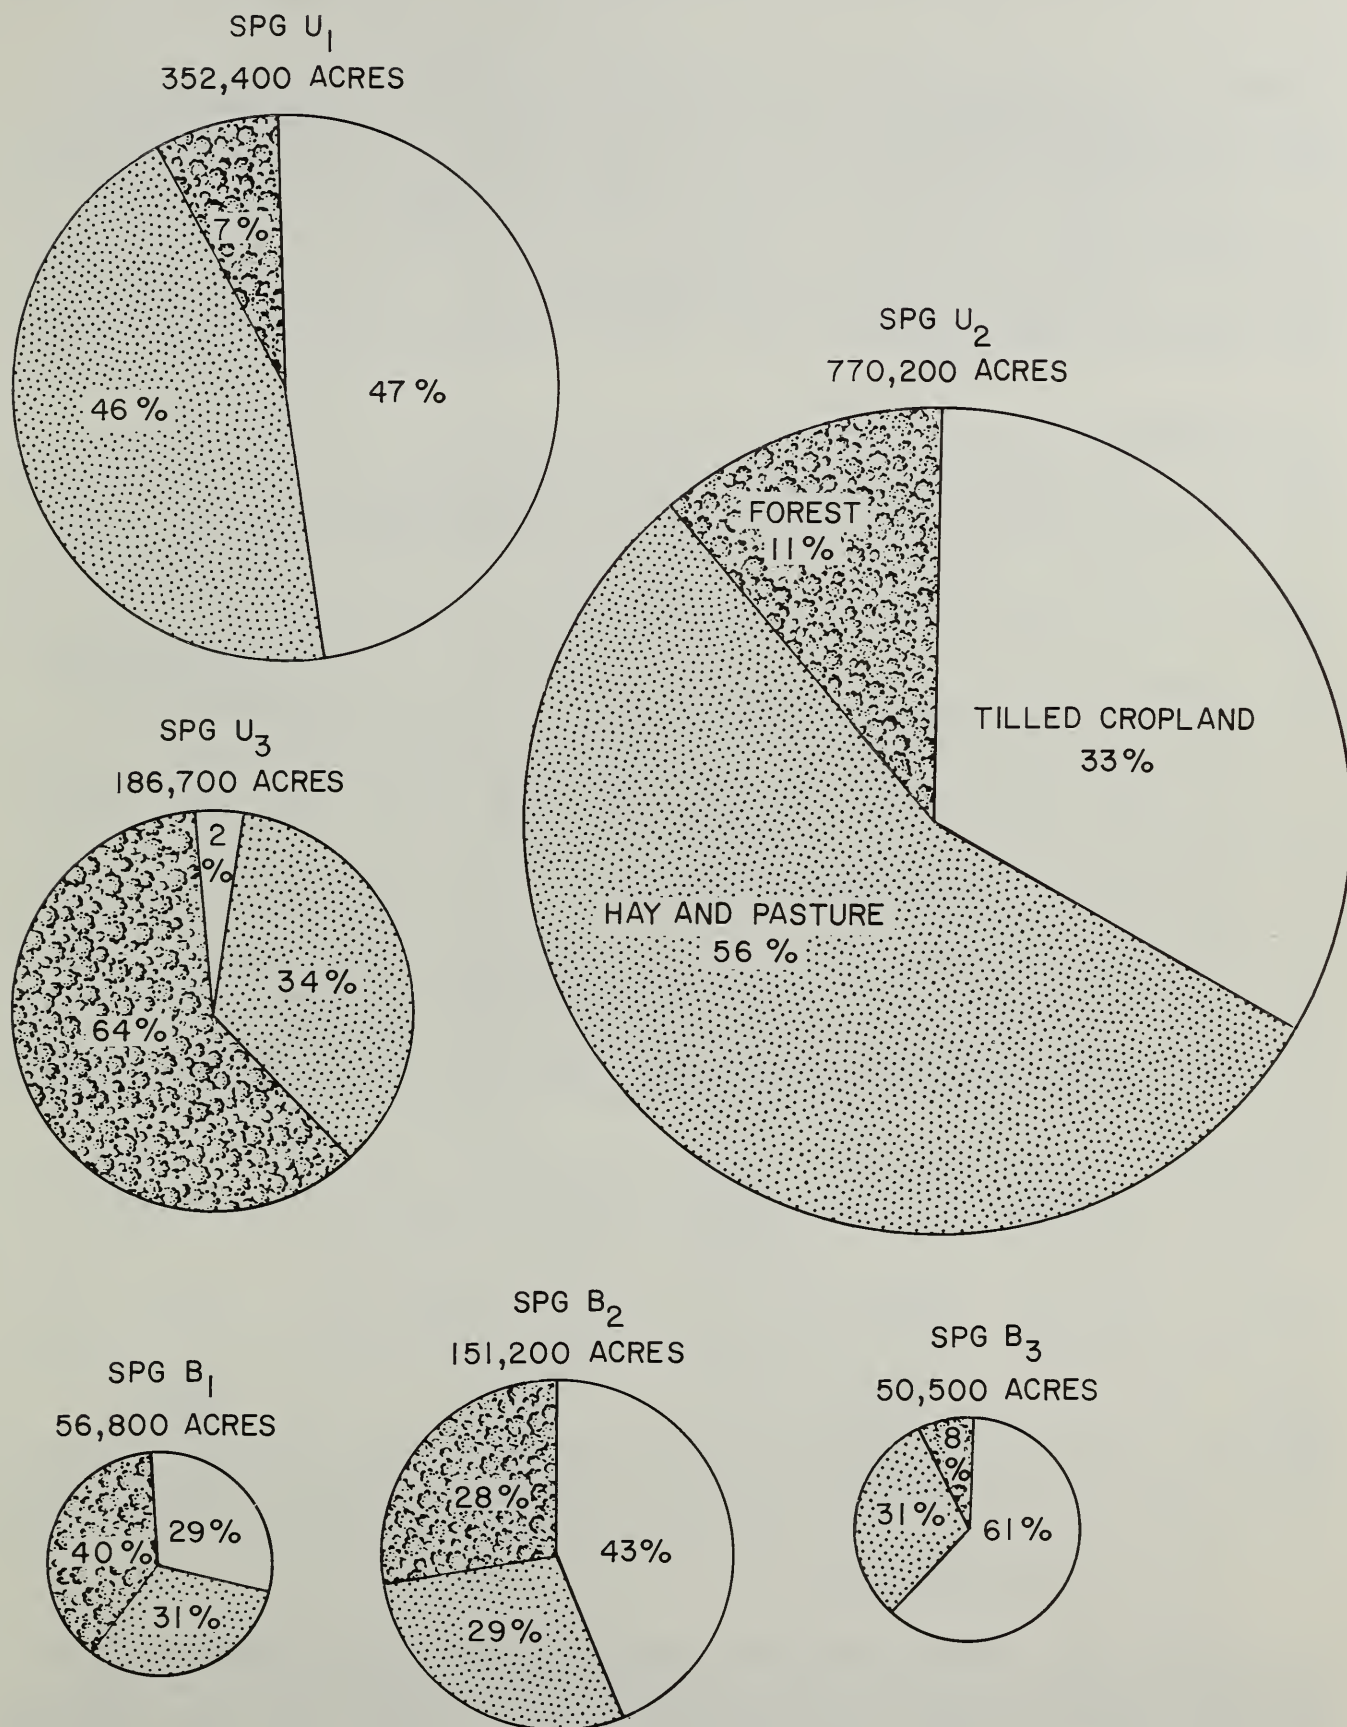 SPG U₁
352,400 ACRES
7%
46%
47%
SPG U₂
770,200 ACRES
FOREST
11%
TILLED CROPLAND
33%
HAY AND PASTURE
56%
SPG U₃
186,700 ACRES
2
%
34%
64%
SPG B₁
56,800 ACRES
29%
40%
31%
SPG B₂
151,200 ACRES
28%
43%
29%
SPG B₃
50,500 ACRES
8
%
31%
61%